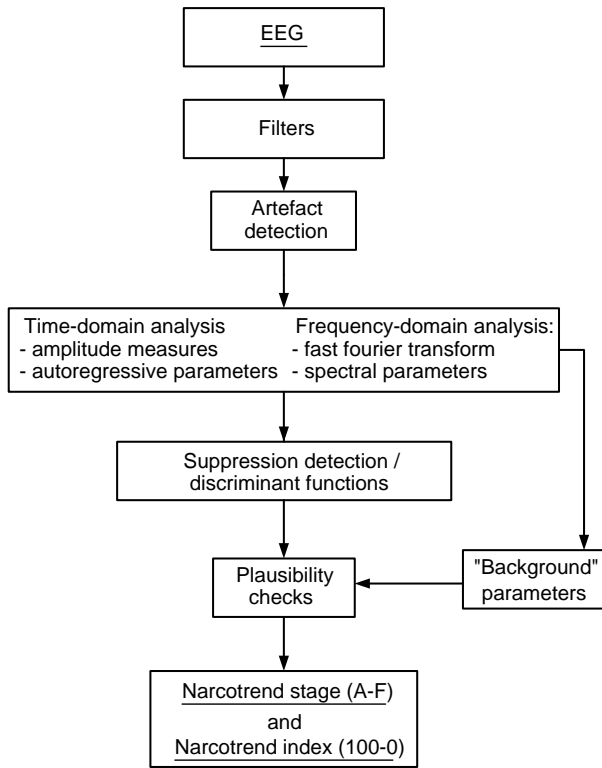 EEG
Filters
Artefact
detection
Time-domain analysis
- amplitude measures
- autoregressive parameters
Frequency-domain analysis:
- fast fourier transform
- spectral parameters
Suppression detection /
discriminant functions
Plausibility
checks
"Background"
parameters
Narcotrend stage (A-F)
and
Narcotrend index (100-0)